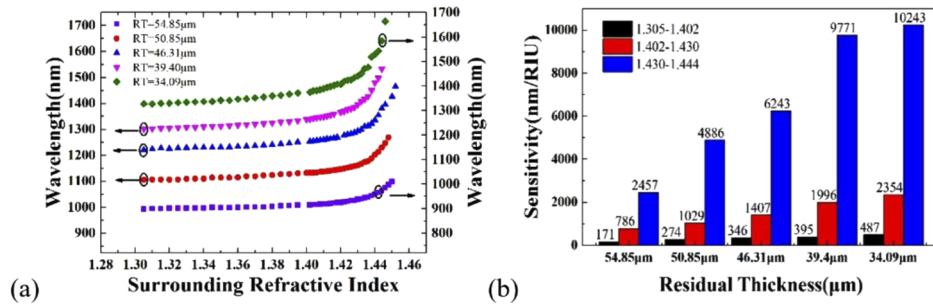 1700
1600
1500
1400
1300
1200
1100
1000
900
Wavelength(nm)
RT=54.85μm
RT=50.85μm
RT=46.31μm
RT=39.40μm
RT=34.09μm
1700
1600
1500
1400
1300
1200
1100
1000
900
800
Wavelength(nm)
1.28 1.30 1.32 1.34 1.36 1.38 1.40 1.42 1.44 1.46
Surrounding Refractive Index
(a)
10000
8000
6000
4000
2000
0
Sensitivity(nm/RIU)
1.305-1.402
1.402-1.430
1.430-1.444
171 786 2457
274 1029 4886
346 1407 6243
395 1996 9771
487 2354 10243
54.85μm 50.85μm 46.31μm 39.4μm 34.09μm
Residual Thickness(μm)
(b)